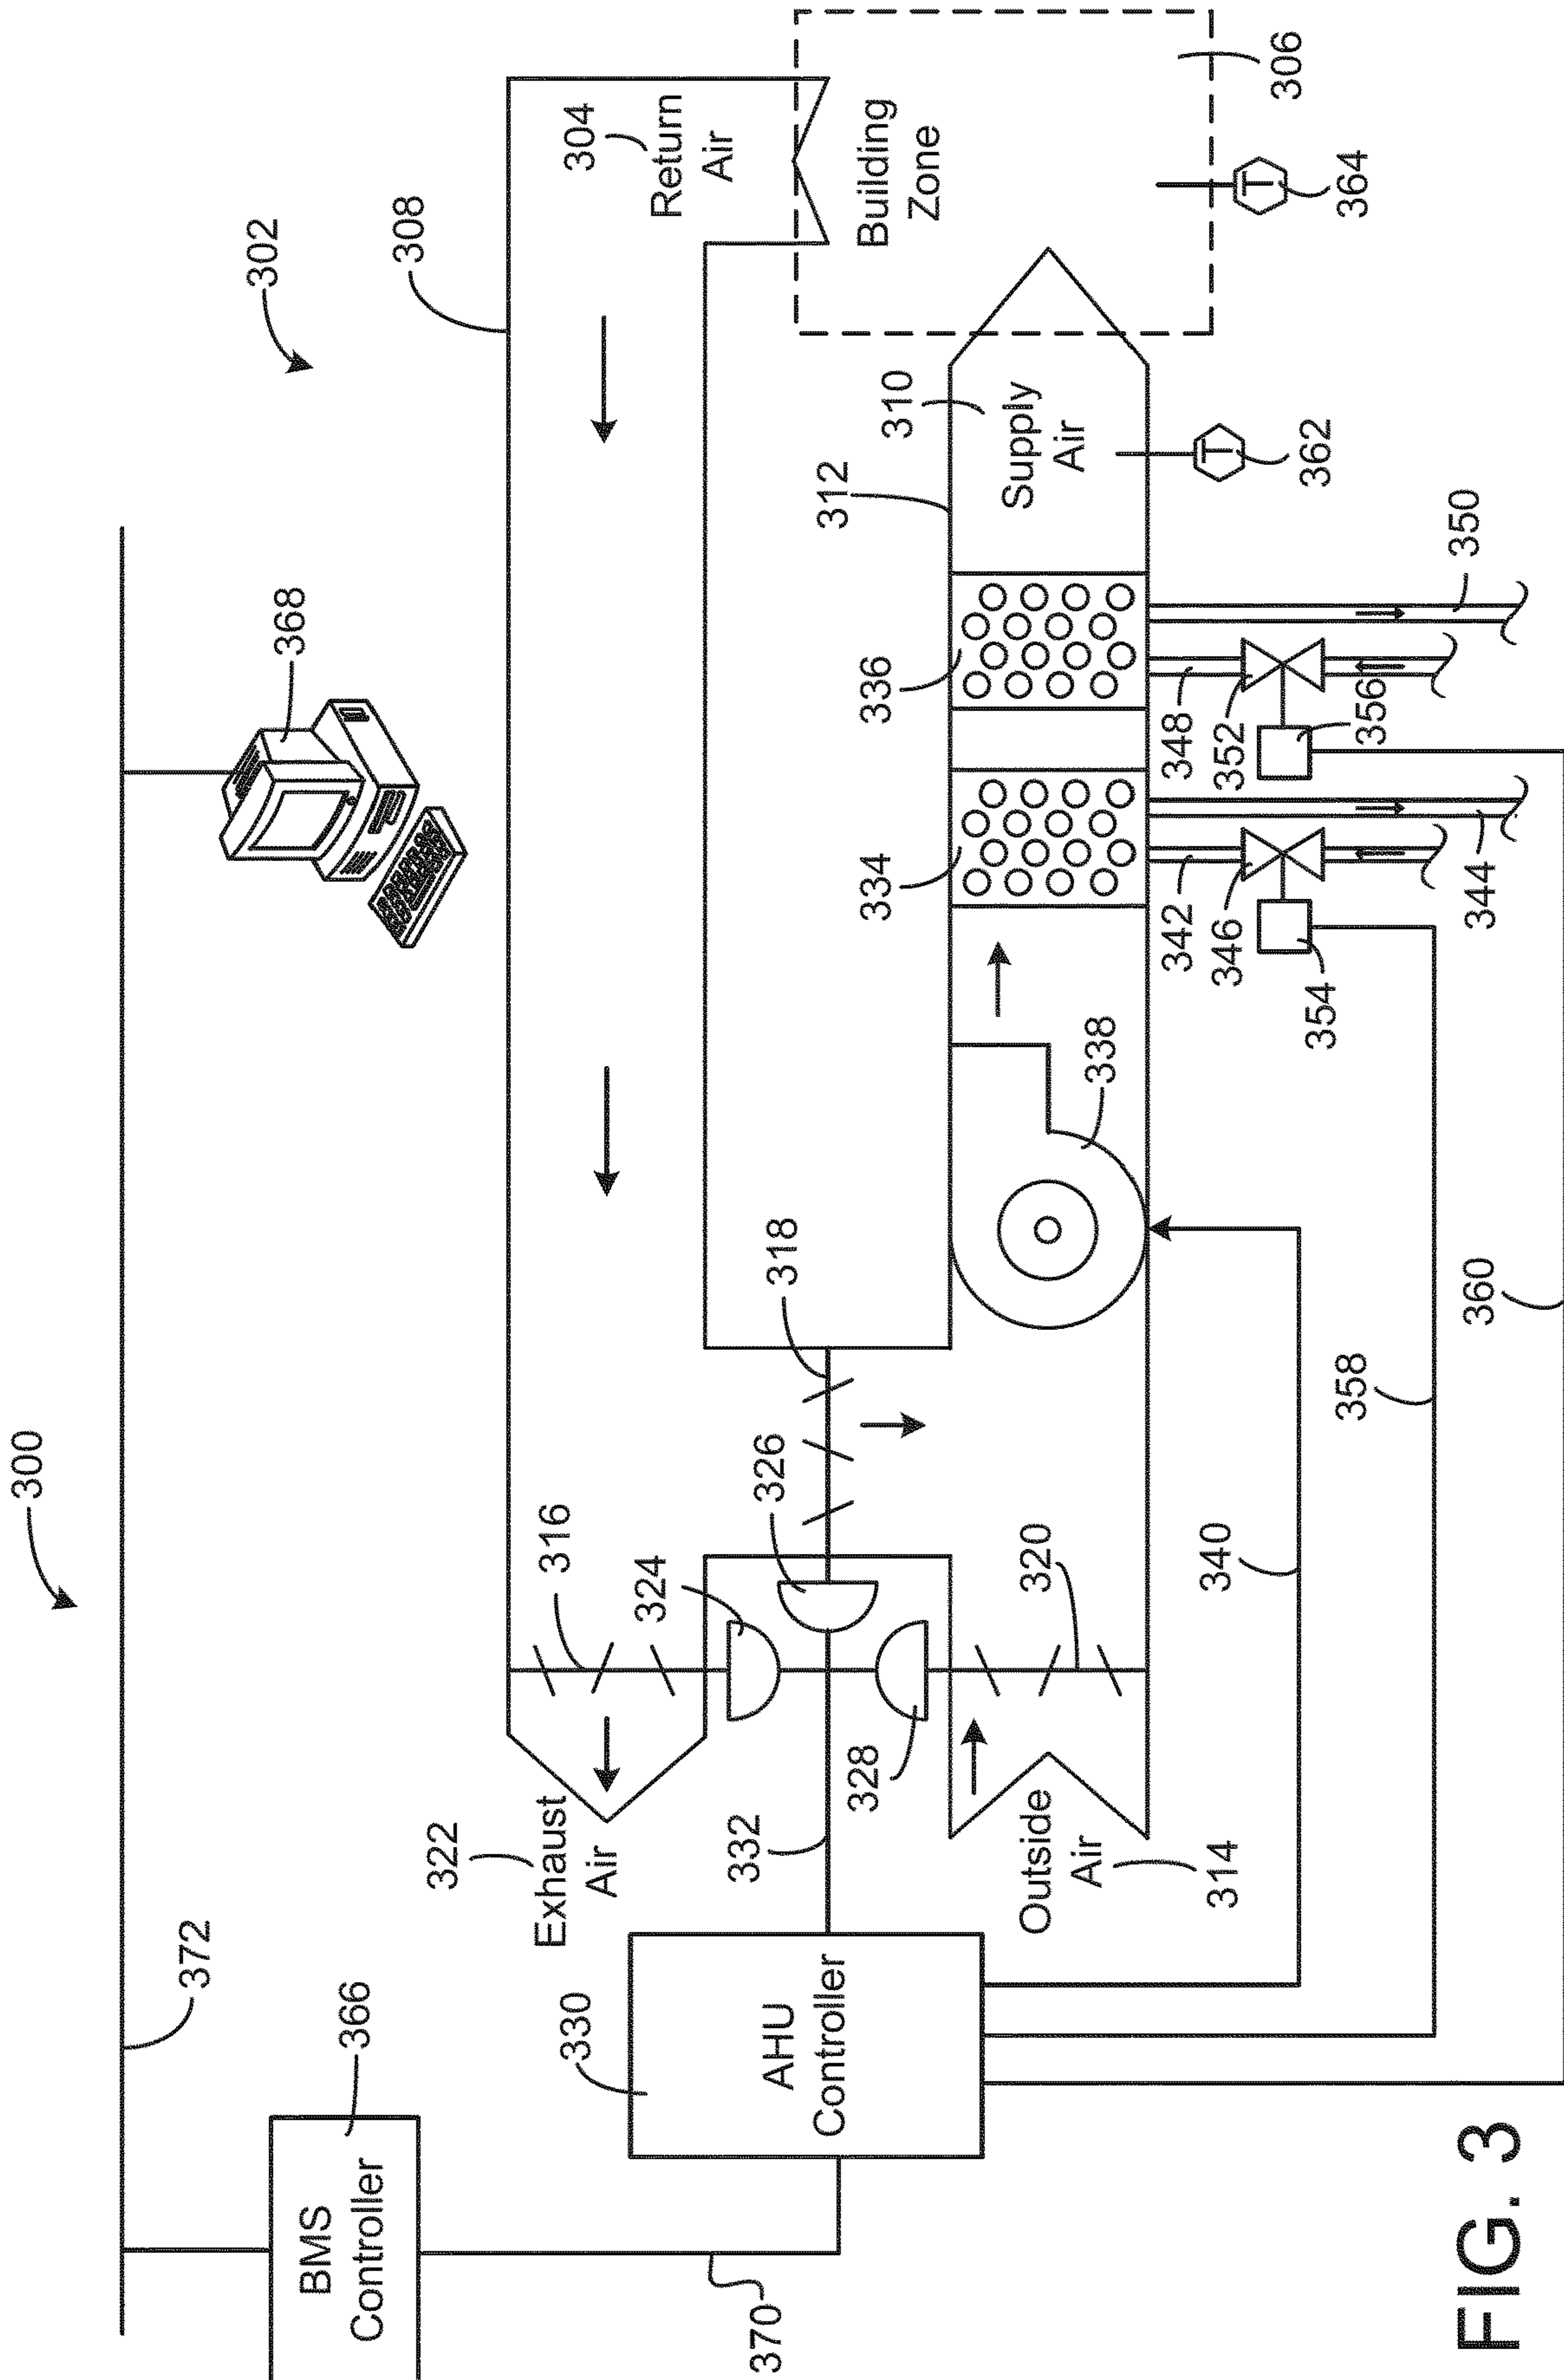 300
372
302
368
BMS
Controller
366
308
322
Exhaust
Air
330
316
304
324
Return
Air
370
332
326
318
AHU
Controller
312
328
334
336
Building
Zone
310
Outside
Air
Supply
Air
338
342
348
314
340
320
346
352
T
T
306
354
362
358
356
364
360
344
350
FIG. 3